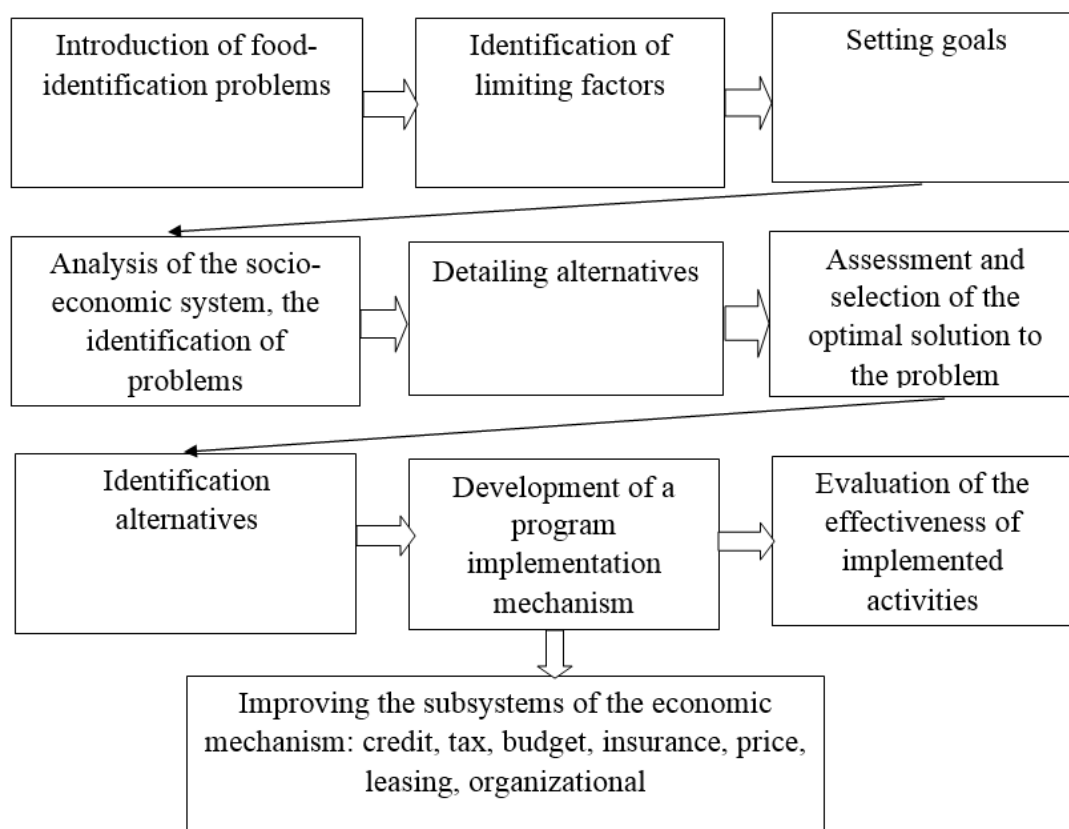 Introduction of food-
identification problems
Identification of
limiting factors
Setting goals
Analysis of the socio-
economic system, the
identification of
problems
Detailing alternatives
Assessment and
selection of the
optimal solution to
the problem
Identification
alternatives
Development of a
program
implementation
mechanism
Evaluation of the
effectiveness of
implemented
activities
Improving the subsystems of the economic
mechanism: credit, tax, budget, insurance, price,
leasing, organizational